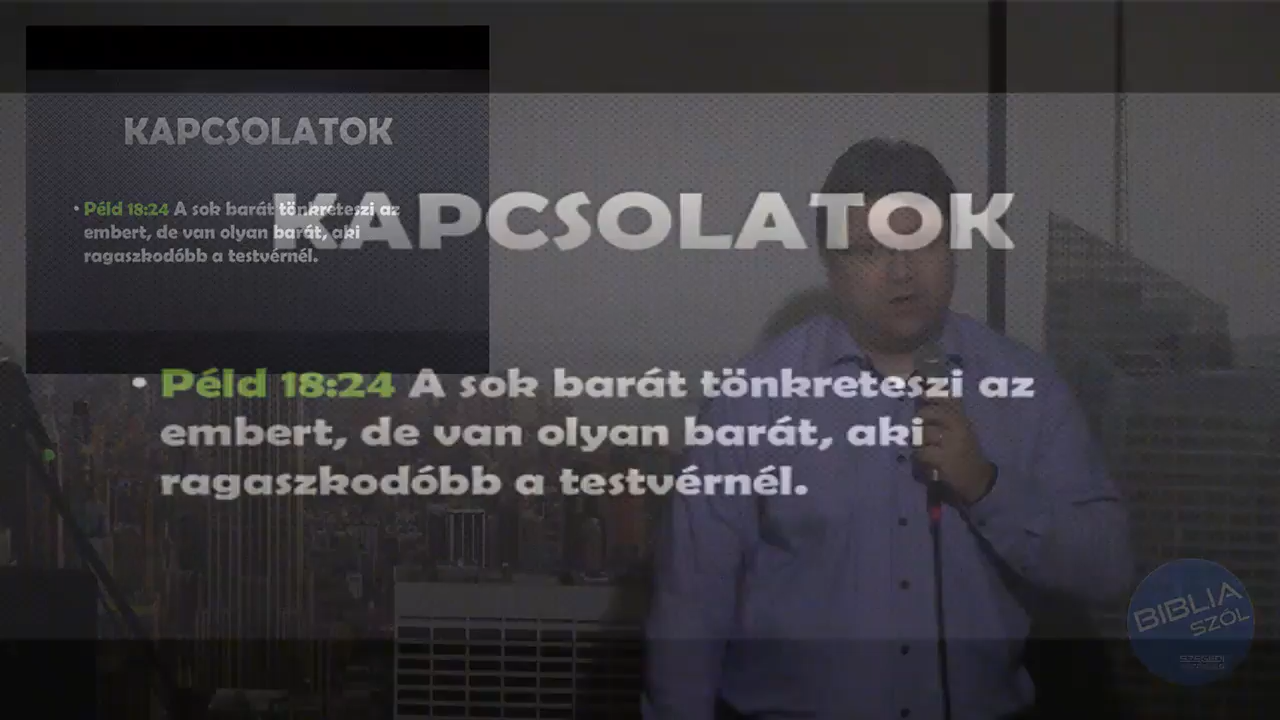 KAPCSOLATOK
• Péld 18:24 A sok barát tönkreteszi az
embert, de van olyan barát, aki
ragaszkodóbb a testvérnél.
KAPCSOLATOK
• Péld 18:24 A sok barát tönkreteszi az
embert, de van olyan barát, aki
ragaszkodóbb a testvérnél.
BIBLIA
SZÓL
SZEGEDI